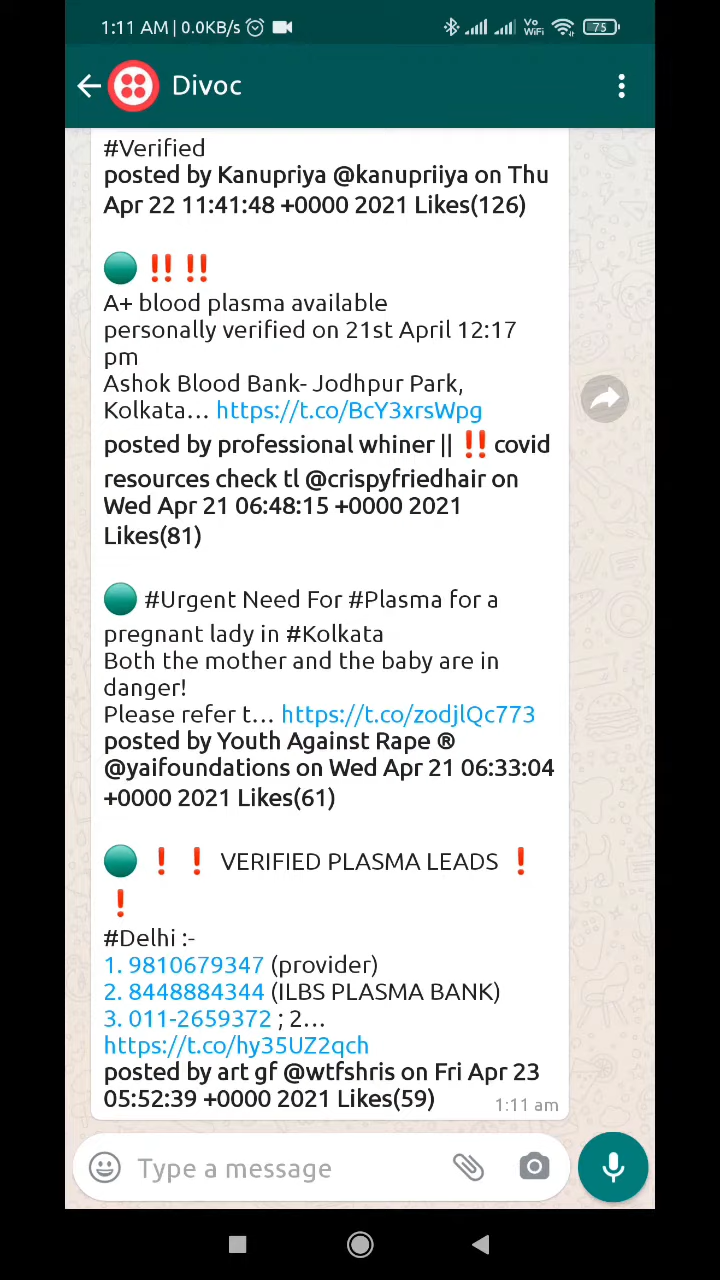 1:11 AM | 0.0KB/s
Vo
WiFi
75
Divoc
#Verified
posted by Kanupriya @kanupriiya on Thu
Apr 22 11:41:48 +0000 2021 Likes(126)
🟢 ‼️ ‼️
A+ blood plasma available
personally verified on 21st April 12:17
pm
Ashok Blood Bank- Jodhpur Park,
Kolkata… https://t.co/BcY3xrsWpg
posted by professional whiner || ‼️ covid
resources check tl @crispyfriedhair on
Wed Apr 21 06:48:15 +0000 2021
Likes(81)
🟢 #Urgent Need For #Plasma for a
pregnant lady in #Kolkata
Both the mother and the baby are in
danger!
Please refer t… https://t.co/zodjlQc773
posted by Youth Against Rape ®
@yaifoundations on Wed Apr 21 06:33:04
+0000 2021 Likes(61)
🟢 ❗ ❗ VERIFIED PLASMA LEADS ❗
❗
#Delhi :-
1. 9810679347 (provider)
2. 8448884344 (ILBS PLASMA BANK)
3. 011-2659372 ; 2…
https://t.co/hy35UZ2qch
posted by art gf @wtfshris on Fri Apr 23
05:52:39 +0000 2021 Likes(59)
1:11 am
Type a message